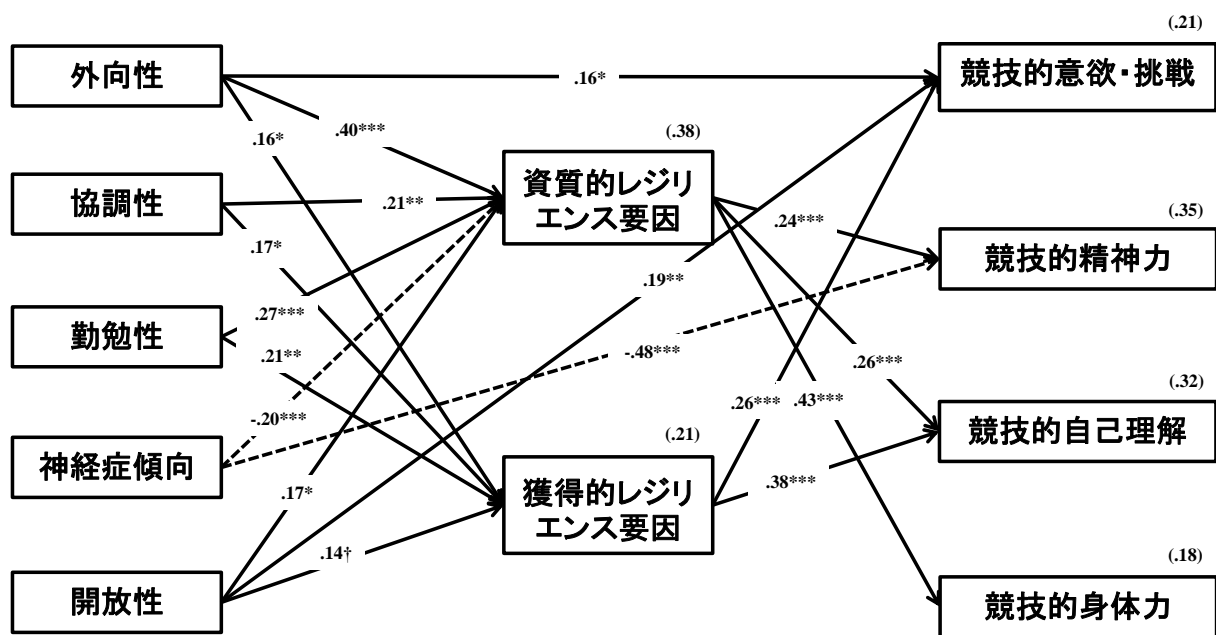 (.21)
外向性
競技的意欲・挑戦
.16*
.40***
.16*
(.38)
資質的レジリ
エンス要因
協調性
.21**
.24***
(.35)
競技的精神力
.17*
.19**
勤勉性
.27***
.21**
-.48***
.26***
(.32)
-.20***
.26***
.43***
競技的自己理解
(.21)
神経症傾向
獲得的レジリ
エンス要因
.17*
.38***
.14†
(.18)
開放性
競技的身体力